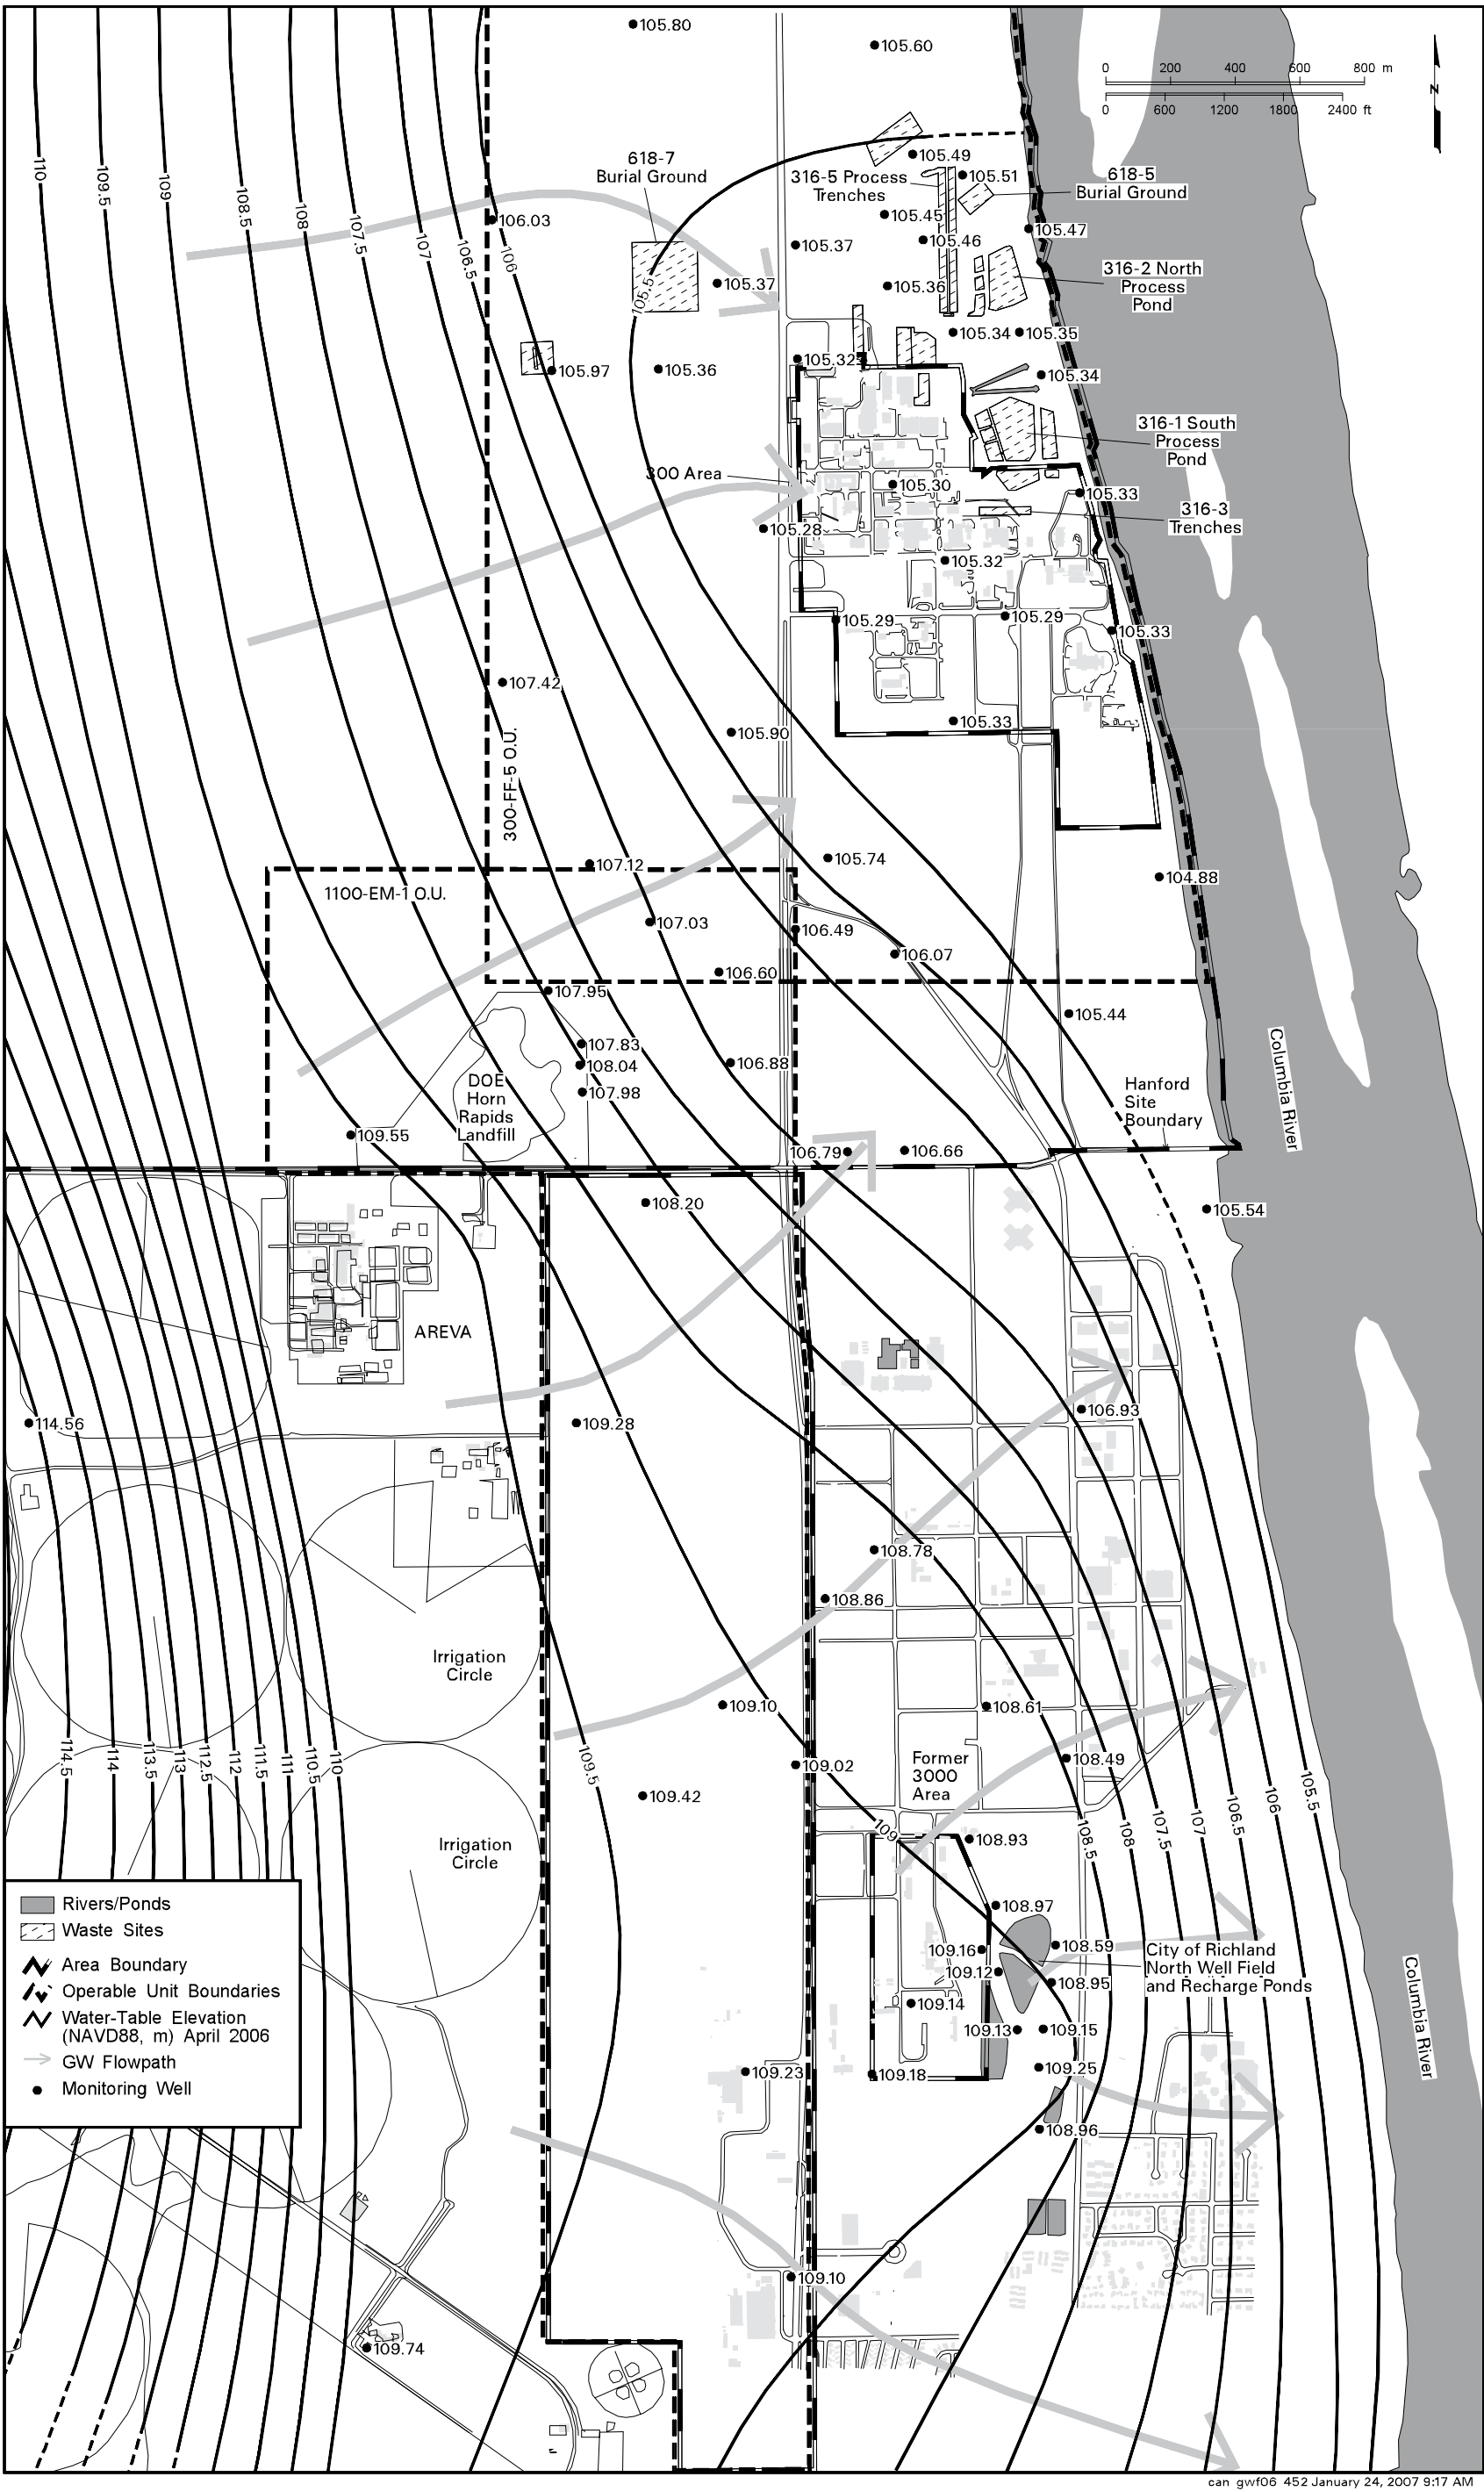 105.80
105.60
0 200 400 600 800 m
0 600 1200 1800 2400 ft
N
110
109.5
109
108.5
108
107.5
107
106.5
106
105.5
618-7
Burial Ground
316-5 Process
Trenches
105.49
105.51
618-5
Burial Ground
106.03
105.45
105.46
105.47
105.37
105.37
105.36
316-2 North
Process
Pond
105.34
105.35
105.97
105.36
105.32
105.34
316-1 South
Process
Pond
300 Area
105.30
105.33
316-3
Trenches
105.28
105.32
105.29
105.29
105.33
107.42
105.33
105.90
300-FF-5 O.U.
107.12
105.74
104.88
1100-EM-1 O.U.
107.03
106.49
106.07
106.60
107.95
105.44
107.83
108.04
107.98
106.88
DOE
Horn
Rapids
Landfill
Hanford
Site
Boundary
Columbia River
109.55
106.79
106.66
108.20
105.54
AREVA
114.56
109.28
106.93
108.78
108.86
Irrigation
Circle
109.10
108.61
109.02
108.49
Former
3000
Area
114.5
114
113.5
113
112.5
112
111.5
111
110.5
110
109.5
109
108.5
108
107.5
107
106.5
106
105.5
109.42
Irrigation
Circle
108.93
108.97
109.16
108.59
109.12
108.95
City of Richland
North Well Field
and Recharge Ponds
109.14
109.13
109.15
109.23
109.18
109.25
108.96
Columbia River
Rivers/Ponds
Waste Sites
Area Boundary
Operable Unit Boundaries
Water-Table Elevation
(NAVD88, m) April 2006
GW Flowpath
Monitoring Well
109.10
109.74
can_gwf06_452 January 24, 2007 9:17 AM